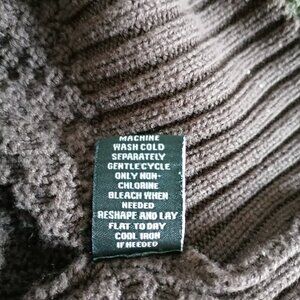 MACHINE
WASH COLD
SEPARATELY
GENTLE CYCLE
ONLY NON-
CHLORINE
BLEACH WHEN
NEEDED
RESHAPE AND LAY
FLAT TO DAY
COOL IRON
IF NEEDED